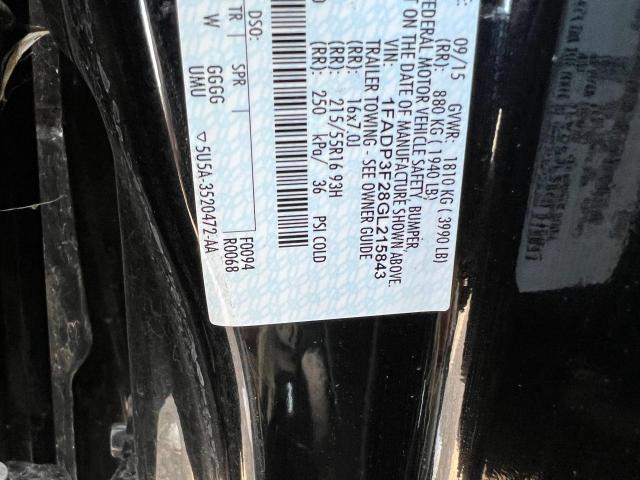 09/15 GVWR: 1810 KG ( 3990 LB)
(RR): 880 KG ( 1940 LB)
FEDERAL MOTOR VEHICLE SAFETY, BUMPER,
ON THE DATE OF MANUFACTURE SHOWN ABOVE.
1FADP3F28GL215843
TRAILER TOWING - SEE OWNER GUIDE
215/55R16 93H
(RR): 16x7.0J
(RR): 250 kPa/ 36 PSI COLD
DSO: F0094
R0068
TR SPR
W GGGG
UMU ▽5U5A-3520472-AA